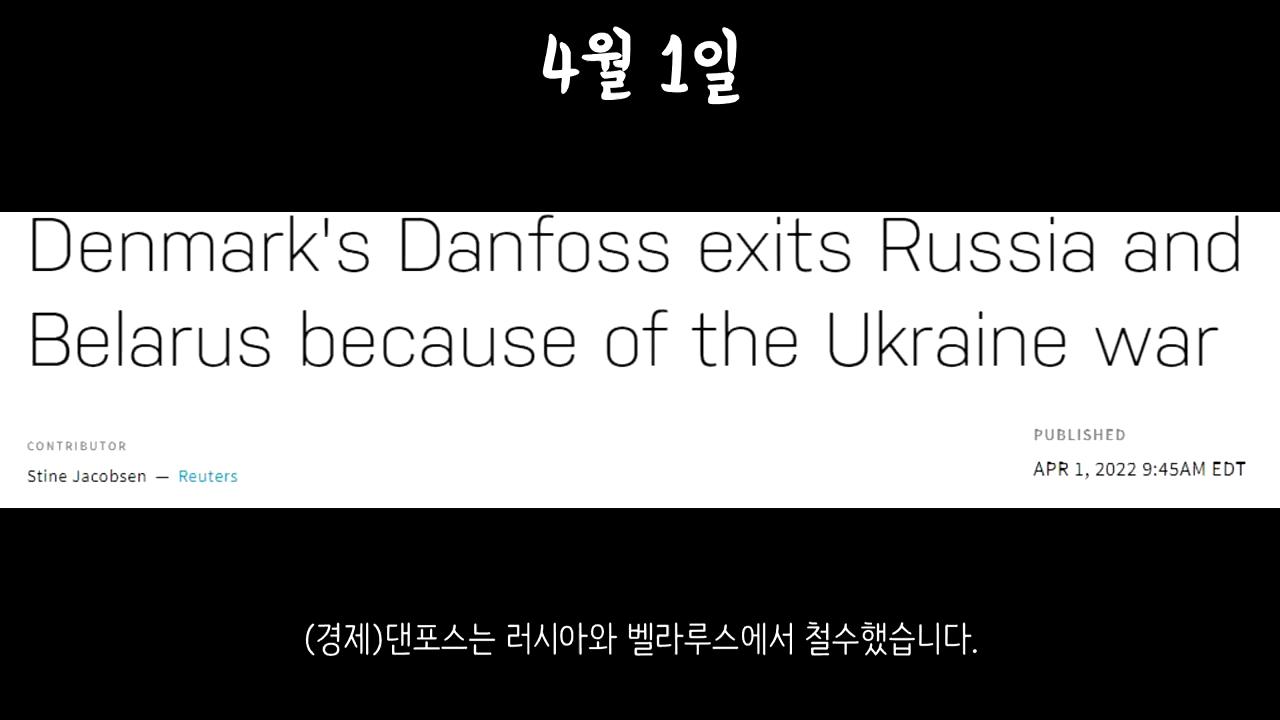 4월 1일
Denmark's Danfoss exits Russia and
Belarus because of the Ukraine war
CONTRIBUTOR
Stine Jacobsen — Reuters
PUBLISHED
APR 1, 2022 9:45AM EDT
(경제)댄포스는 러시아와 벨라루스에서 철수했습니다.